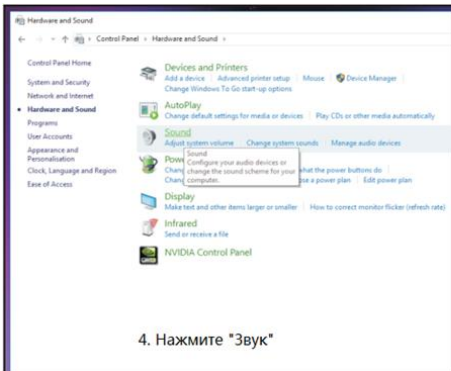 Hardware and Sound
Control Panel › Hardware and Sound ›
Control Panel Home
System and Security
Network and Internet
Hardware and Sound
Programs
User Accounts
Appearance and
Personalisation
Clock, Language and Region
Ease of Access
Devices and Printers
Add a device | Advanced printer setup | Mouse | Device Manager |
Change Windows To Go start-up options
AutoPlay
Change default settings for media or devices | Play CDs or other media automatically
Sound
Adjust system volume | Change system sounds | Manage audio devices
Sound
Configure your audio devices or
change the sound scheme for your
computer.
Pow
Chan
what the power buttons do |
Chan
se a power plan | Edit power plan
Display
Make text and other items larger or smaller | How to correct monitor flicker (refresh rate)
Infrared
Send or receive a file
NVIDIA Control Panel
4. Нажмите "Звук"